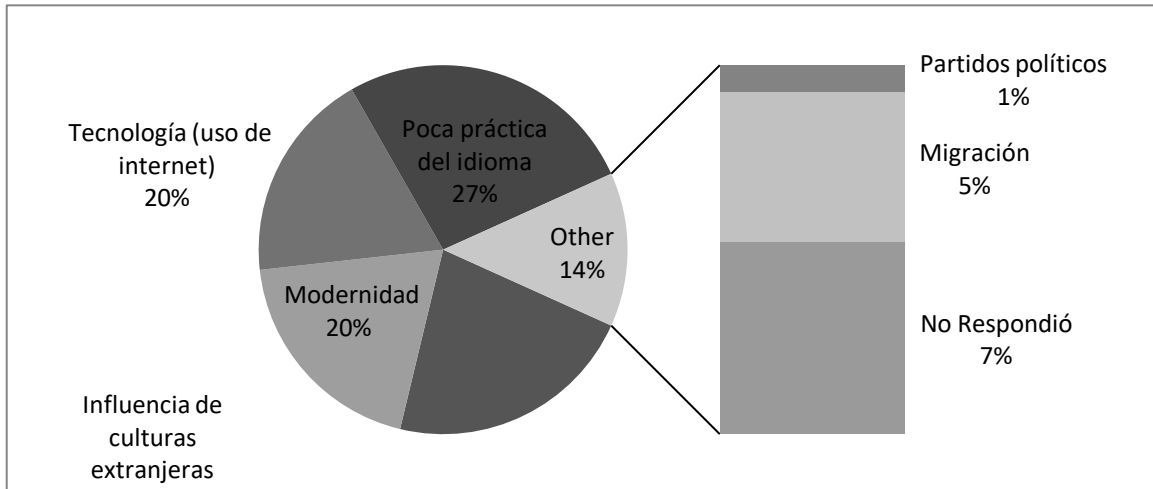 Tecnología (uso de
internet)
20%
Poca práctica
del idioma
27%
Other
14%
Modernidad
20%
Influencia de
culturas
extranjeras
Partidos políticos
1%
Migración
5%
No Respondió
7%